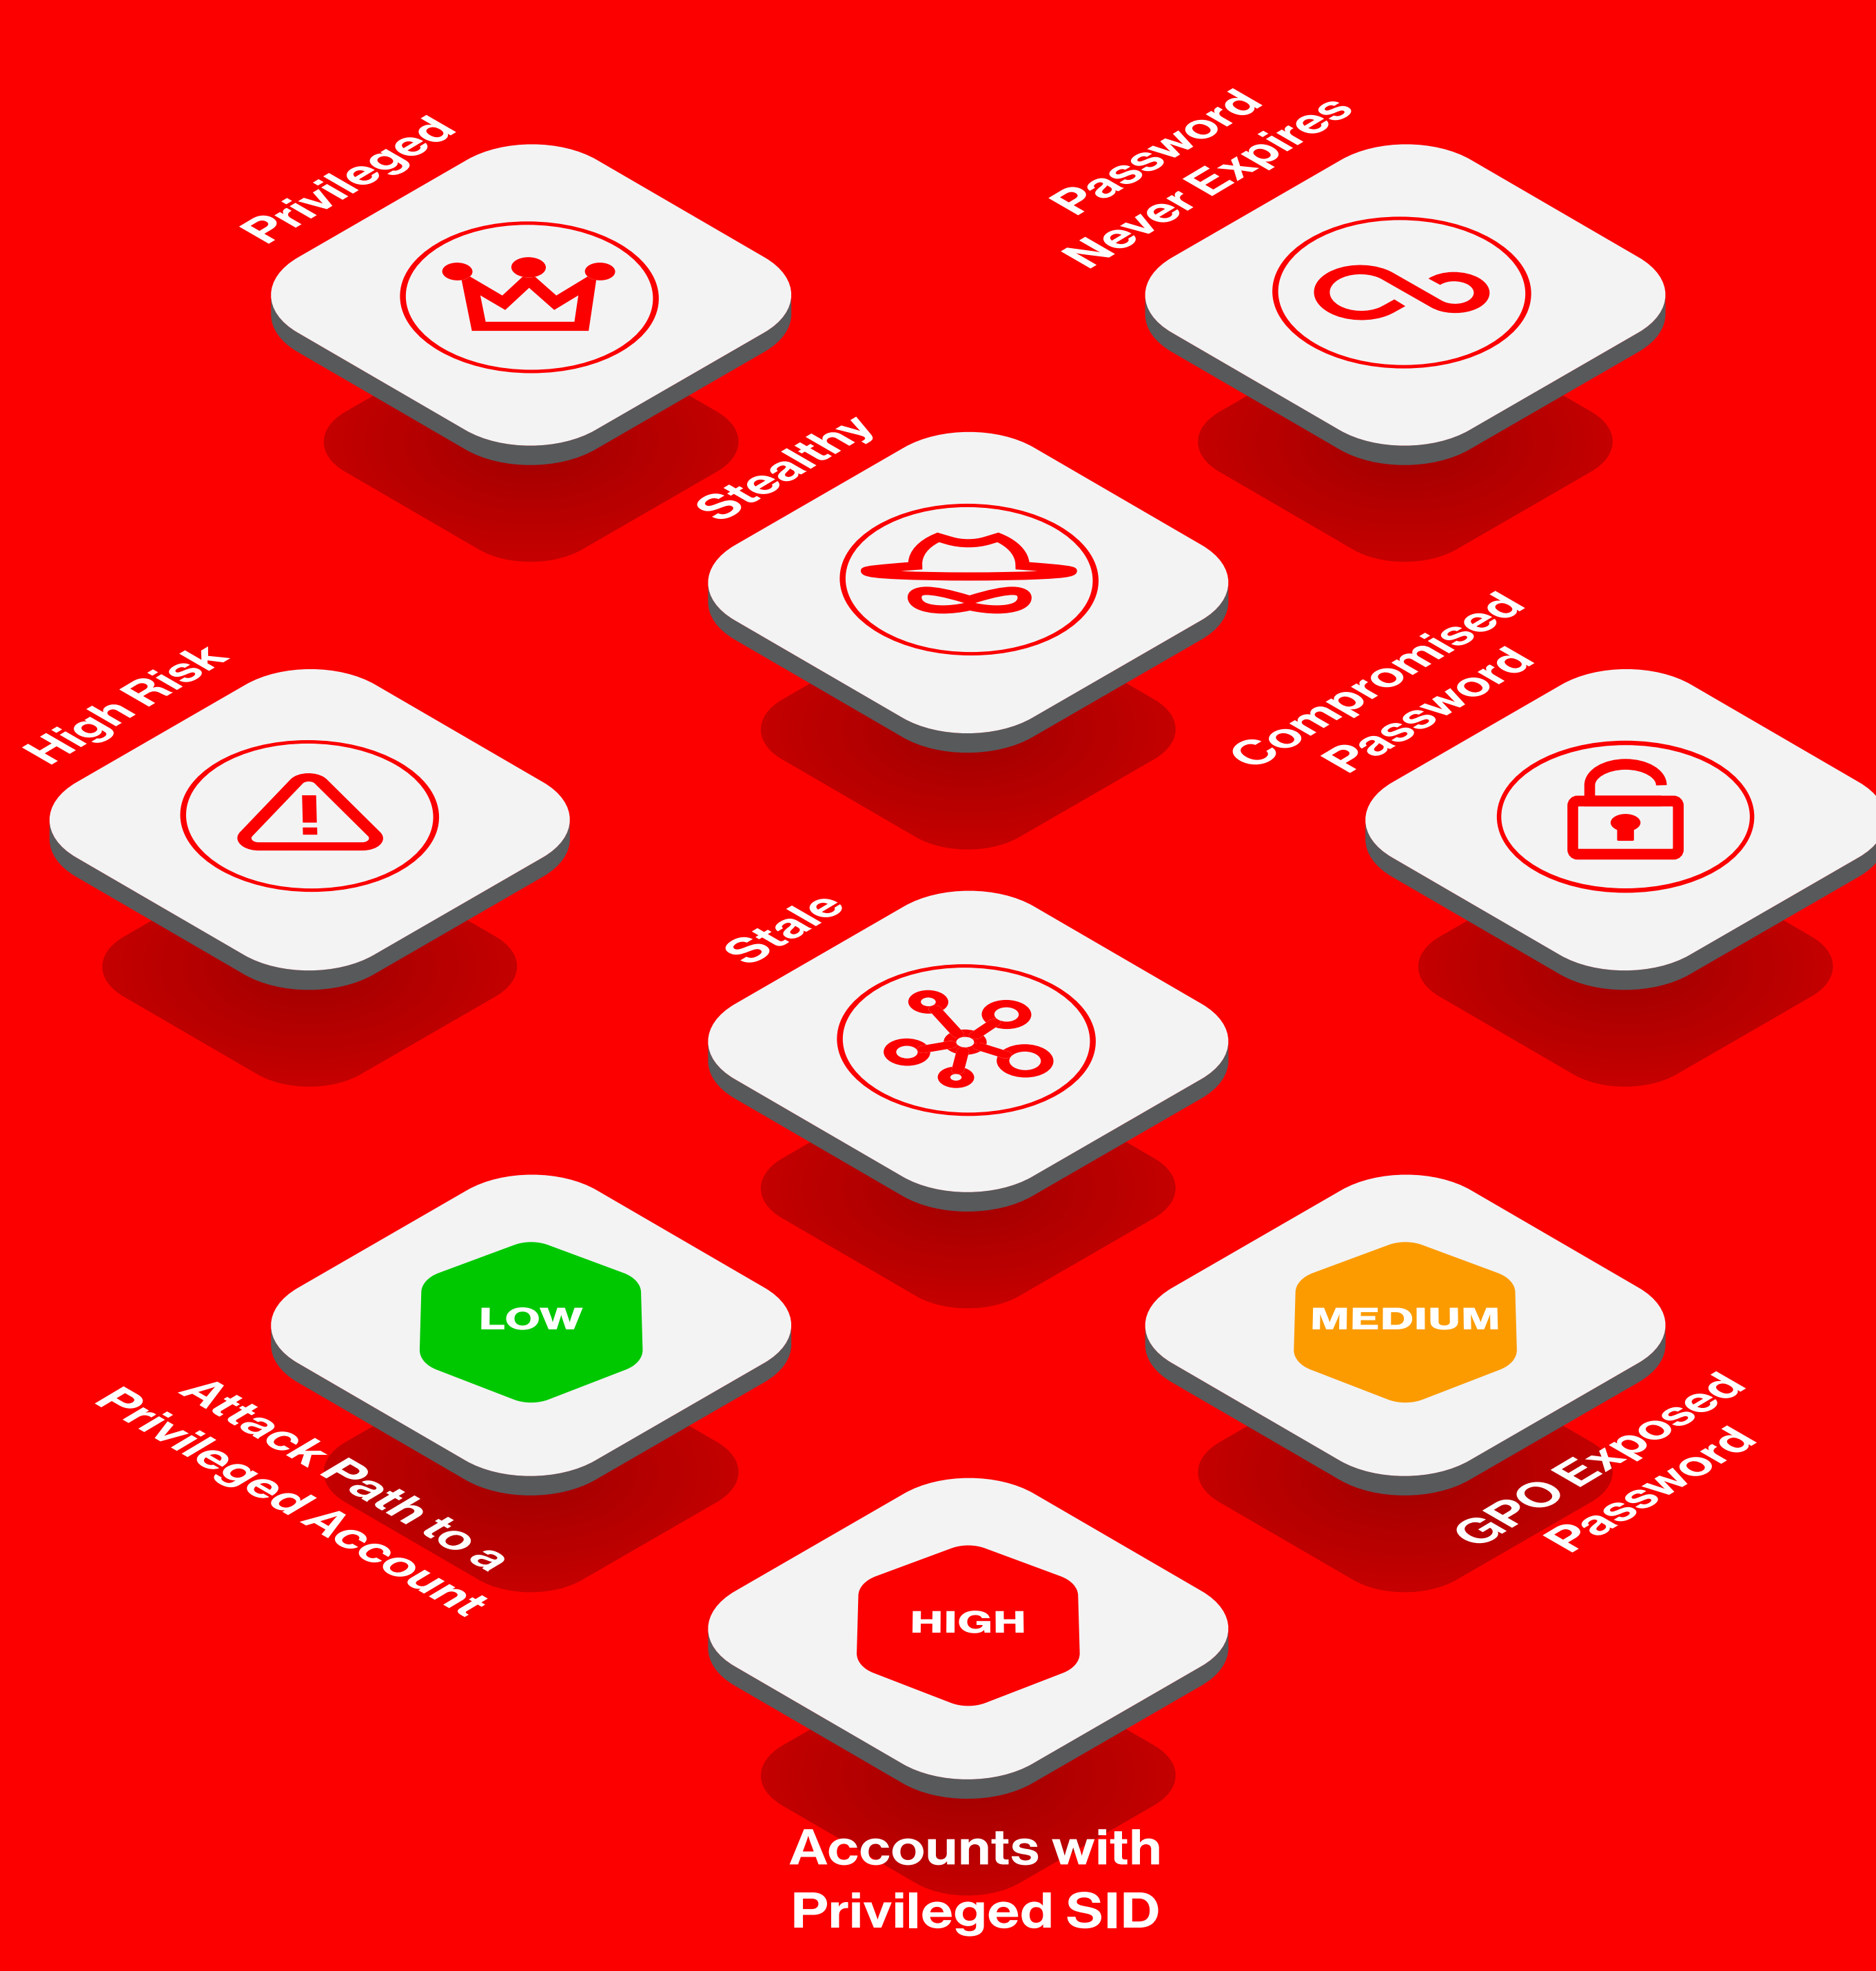 Privileged
Password
Never Expires
Stealthy
High Risk
Compromised
Password
Stale
LOW
MEDIUM
Attack Path to a
Privileged Account
GPO Exposed
Password
HIGH
Accounts with
Privileged SID